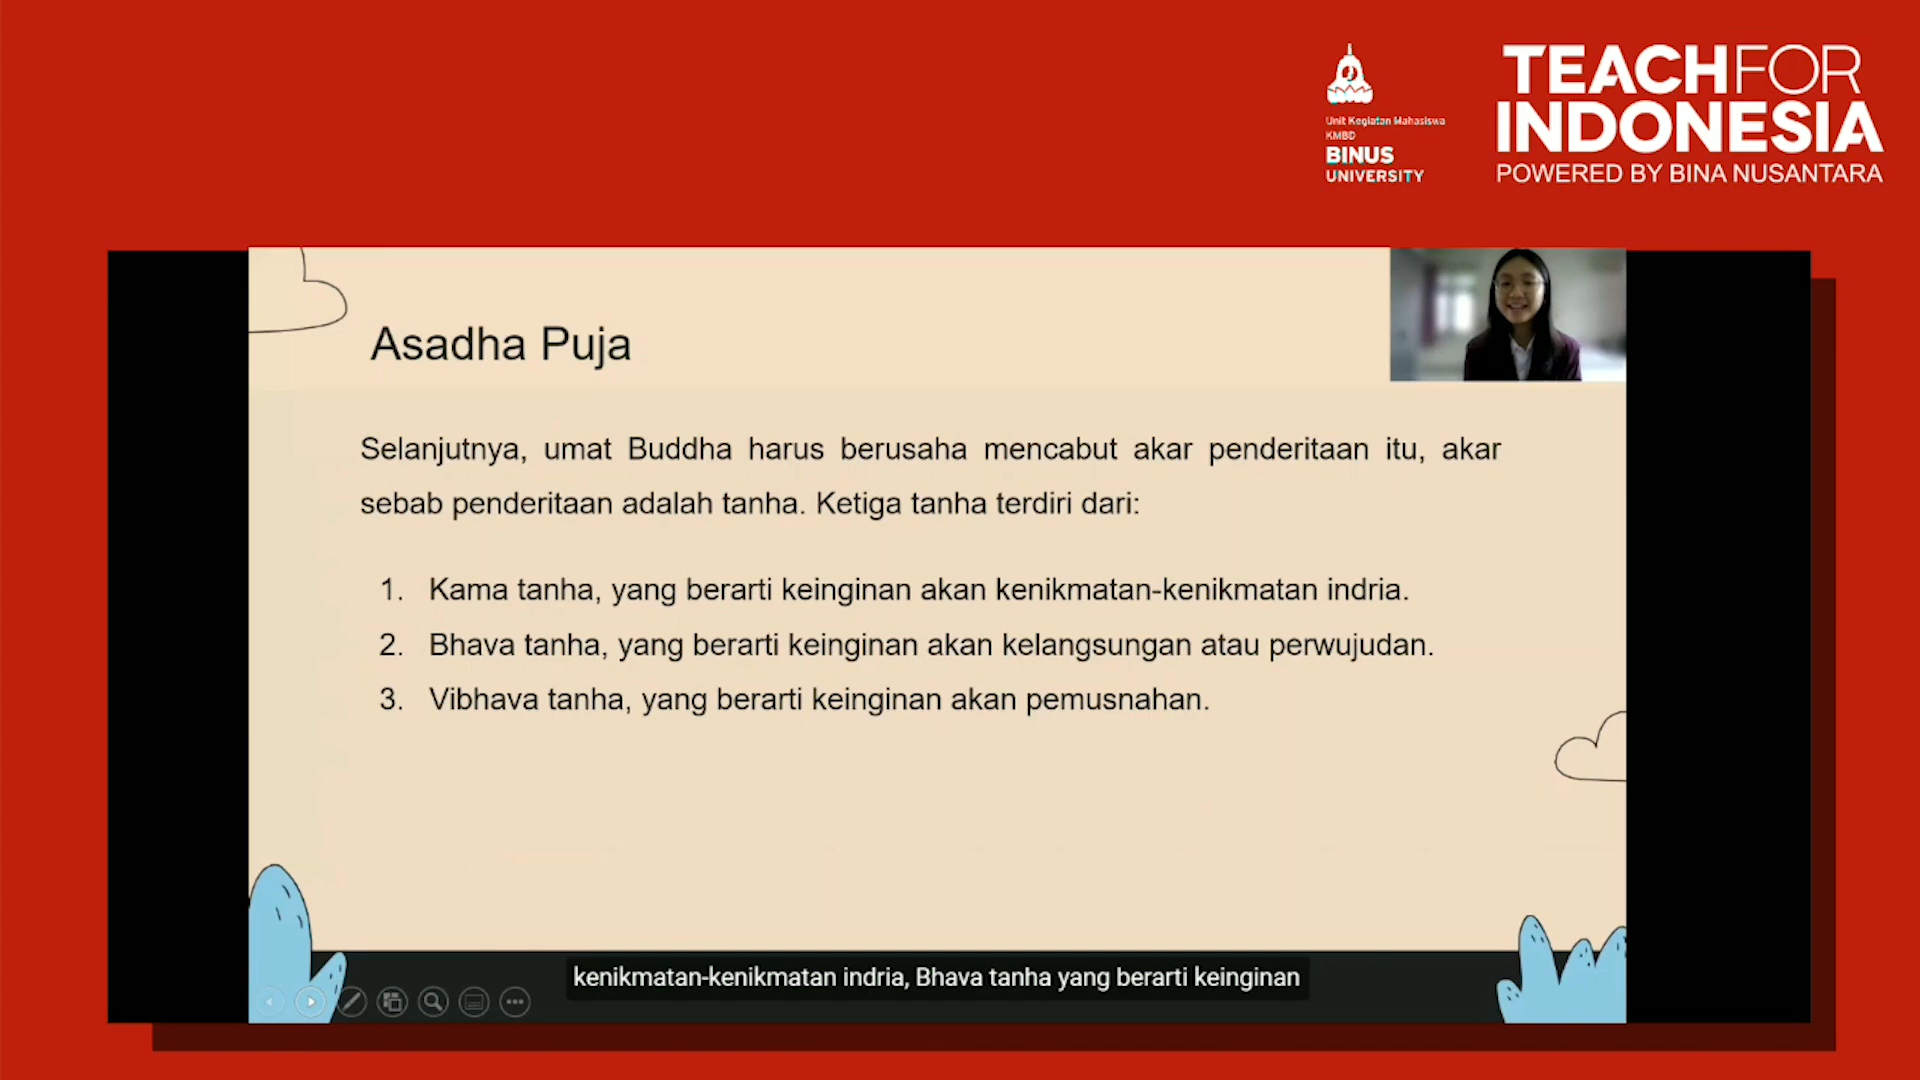 TEACHFOR
INDONESIA
POWERED BY BINA NUSANTARA
Unit Kegiatan Mahasiswa
KMBD
BINUS
UNIVERSITY
Asadha Puja
Selanjutnya, umat Buddha harus berusaha mencabut akar penderitaan itu, akar
sebab penderitaan adalah tanha. Ketiga tanha terdiri dari:
1. Kama tanha, yang berarti keinginan akan kenikmatan-kenikmatan indria.
2. Bhava tanha, yang berarti keinginan akan kelangsungan atau perwujudan.
3. Vibhava tanha, yang berarti keinginan akan pemusnahan.
kenikmatan-kenikmatan indria, Bhava tanha yang berarti keinginan